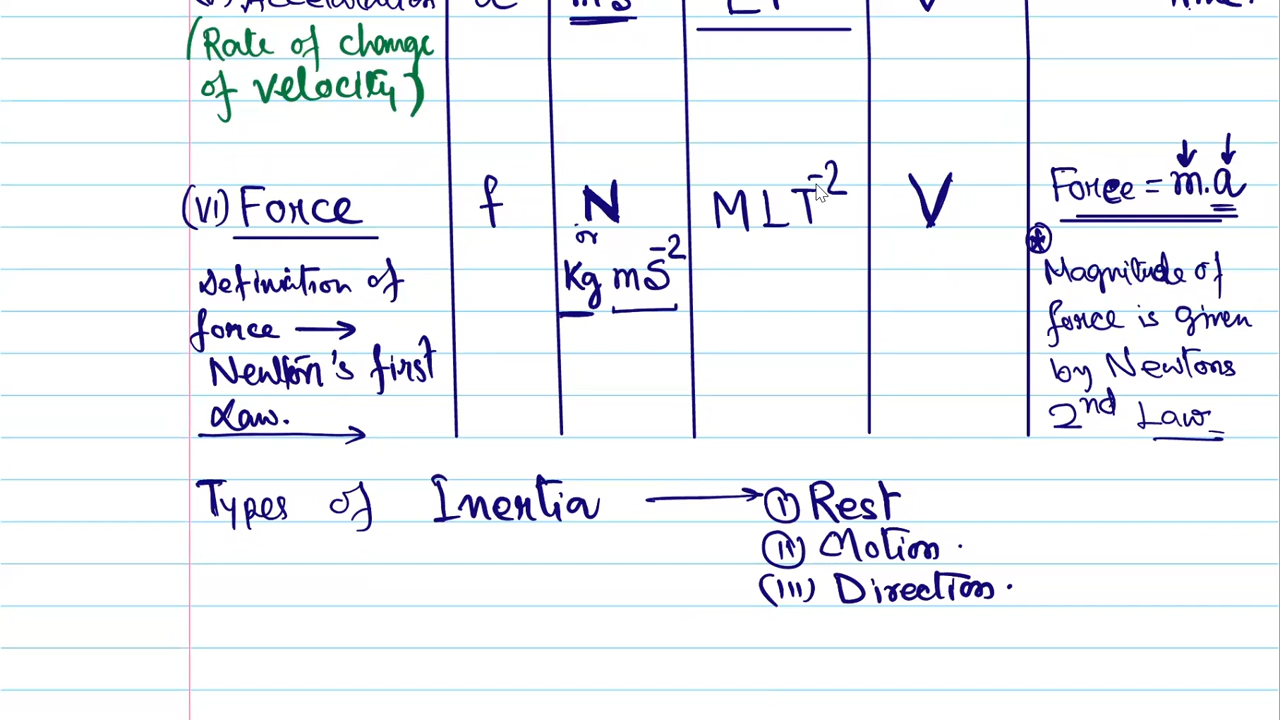 (Rate of change
of velocity)
(VI) Force
f
N
or
Kg mS⁻²
MLT⁻²
V
Force = m.a
Definition of
force →
Newton's first
Law.
Magnitude of
force is given
by Newtons
2nd Law
Types of Inertia → (i) Rest
(ii) Motion.
(iii) Direction.